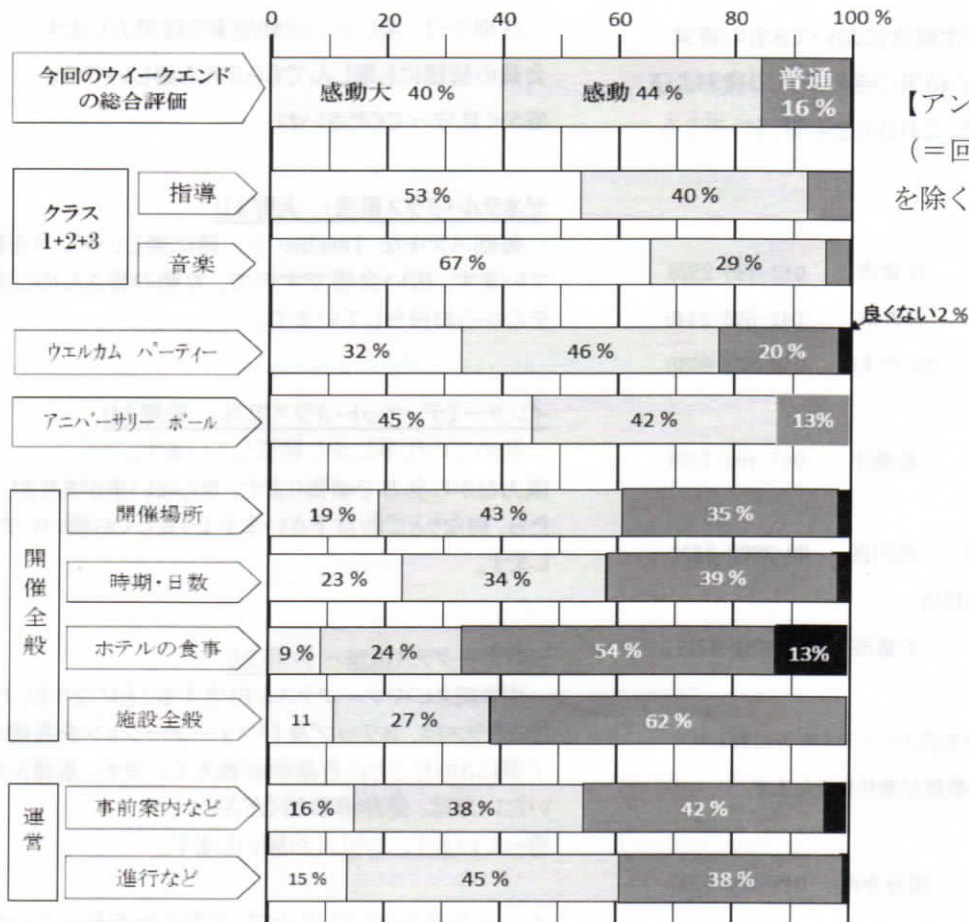 0 20 40 60 80 100 %
今回のウイークエンド
の総合評価
感動大 40 %
感動 44 %
普通
16 %
【アン
(=回
を除く
クラス
1+2+3
指導
53 %
40 %
音楽
67 %
29 %
良くない2 %
ウエルカム パーティー
32 %
46 %
20 %
アニバーサリー ボール
45 %
42 %
13%
開催全般
開催場所
19 %
43 %
35 %
時期・日数
23 %
34 %
39 %
ホテルの食事
9 %
24 %
54 %
13%
施設全般
11
27 %
62 %
運営
事前案内など
16 %
38 %
42 %
進行など
15 %
45 %
38 %